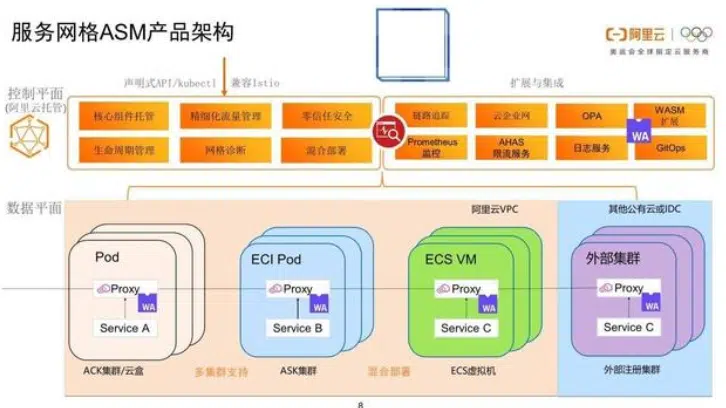 服务网格ASM产品架构
阿里云
奥运会全球指定云服务商
声明式API/kubectl
兼容Istio
扩展与集成
控制平面
(阿里云托管)
核心组件托管
精细化流量管理
零信任安全
生命周期管理
网格诊断
混合部署
链路追踪
云企业网
OPA
WASM
扩展
Prometheus
监控
AHAS
限流服务
日志服务
WA
GitOps
数据平面
阿里云VPC
其他公有云或IDC
Pod
Proxy
WA
Service A
ACK集群/云盒
多集群支持
ECI Pod
Proxy
WA
Service B
ASK集群
混合部署
ECS VM
Proxy
WA
Service C
ECS虚拟机
外部集群
Proxy
WA
Service C
外部注册集群
8